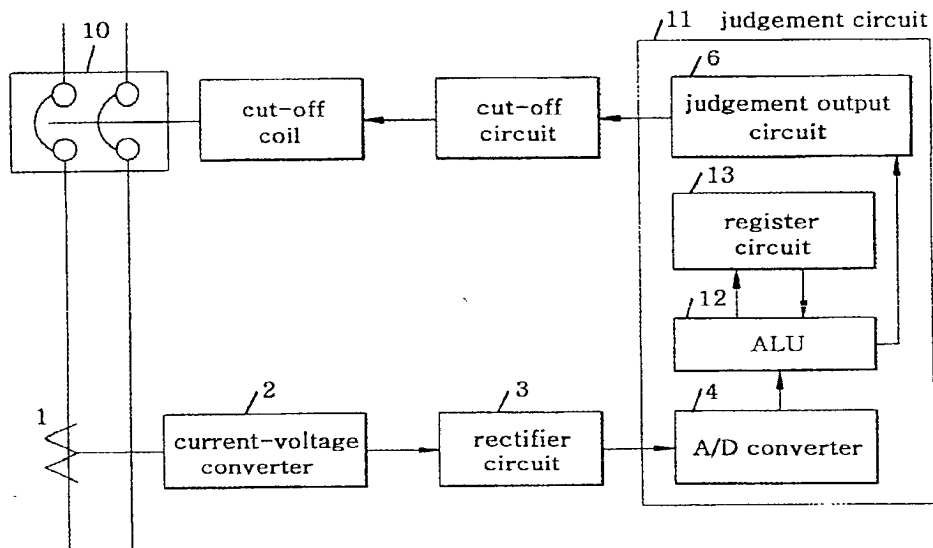 11 judgement circuit
10
6
cut-off
coil
cut-off
circuit
judgement output
circuit
13
register
circuit
12
ALU
1
2
current-voltage
converter
3
rectifier
circuit
4
A/D converter